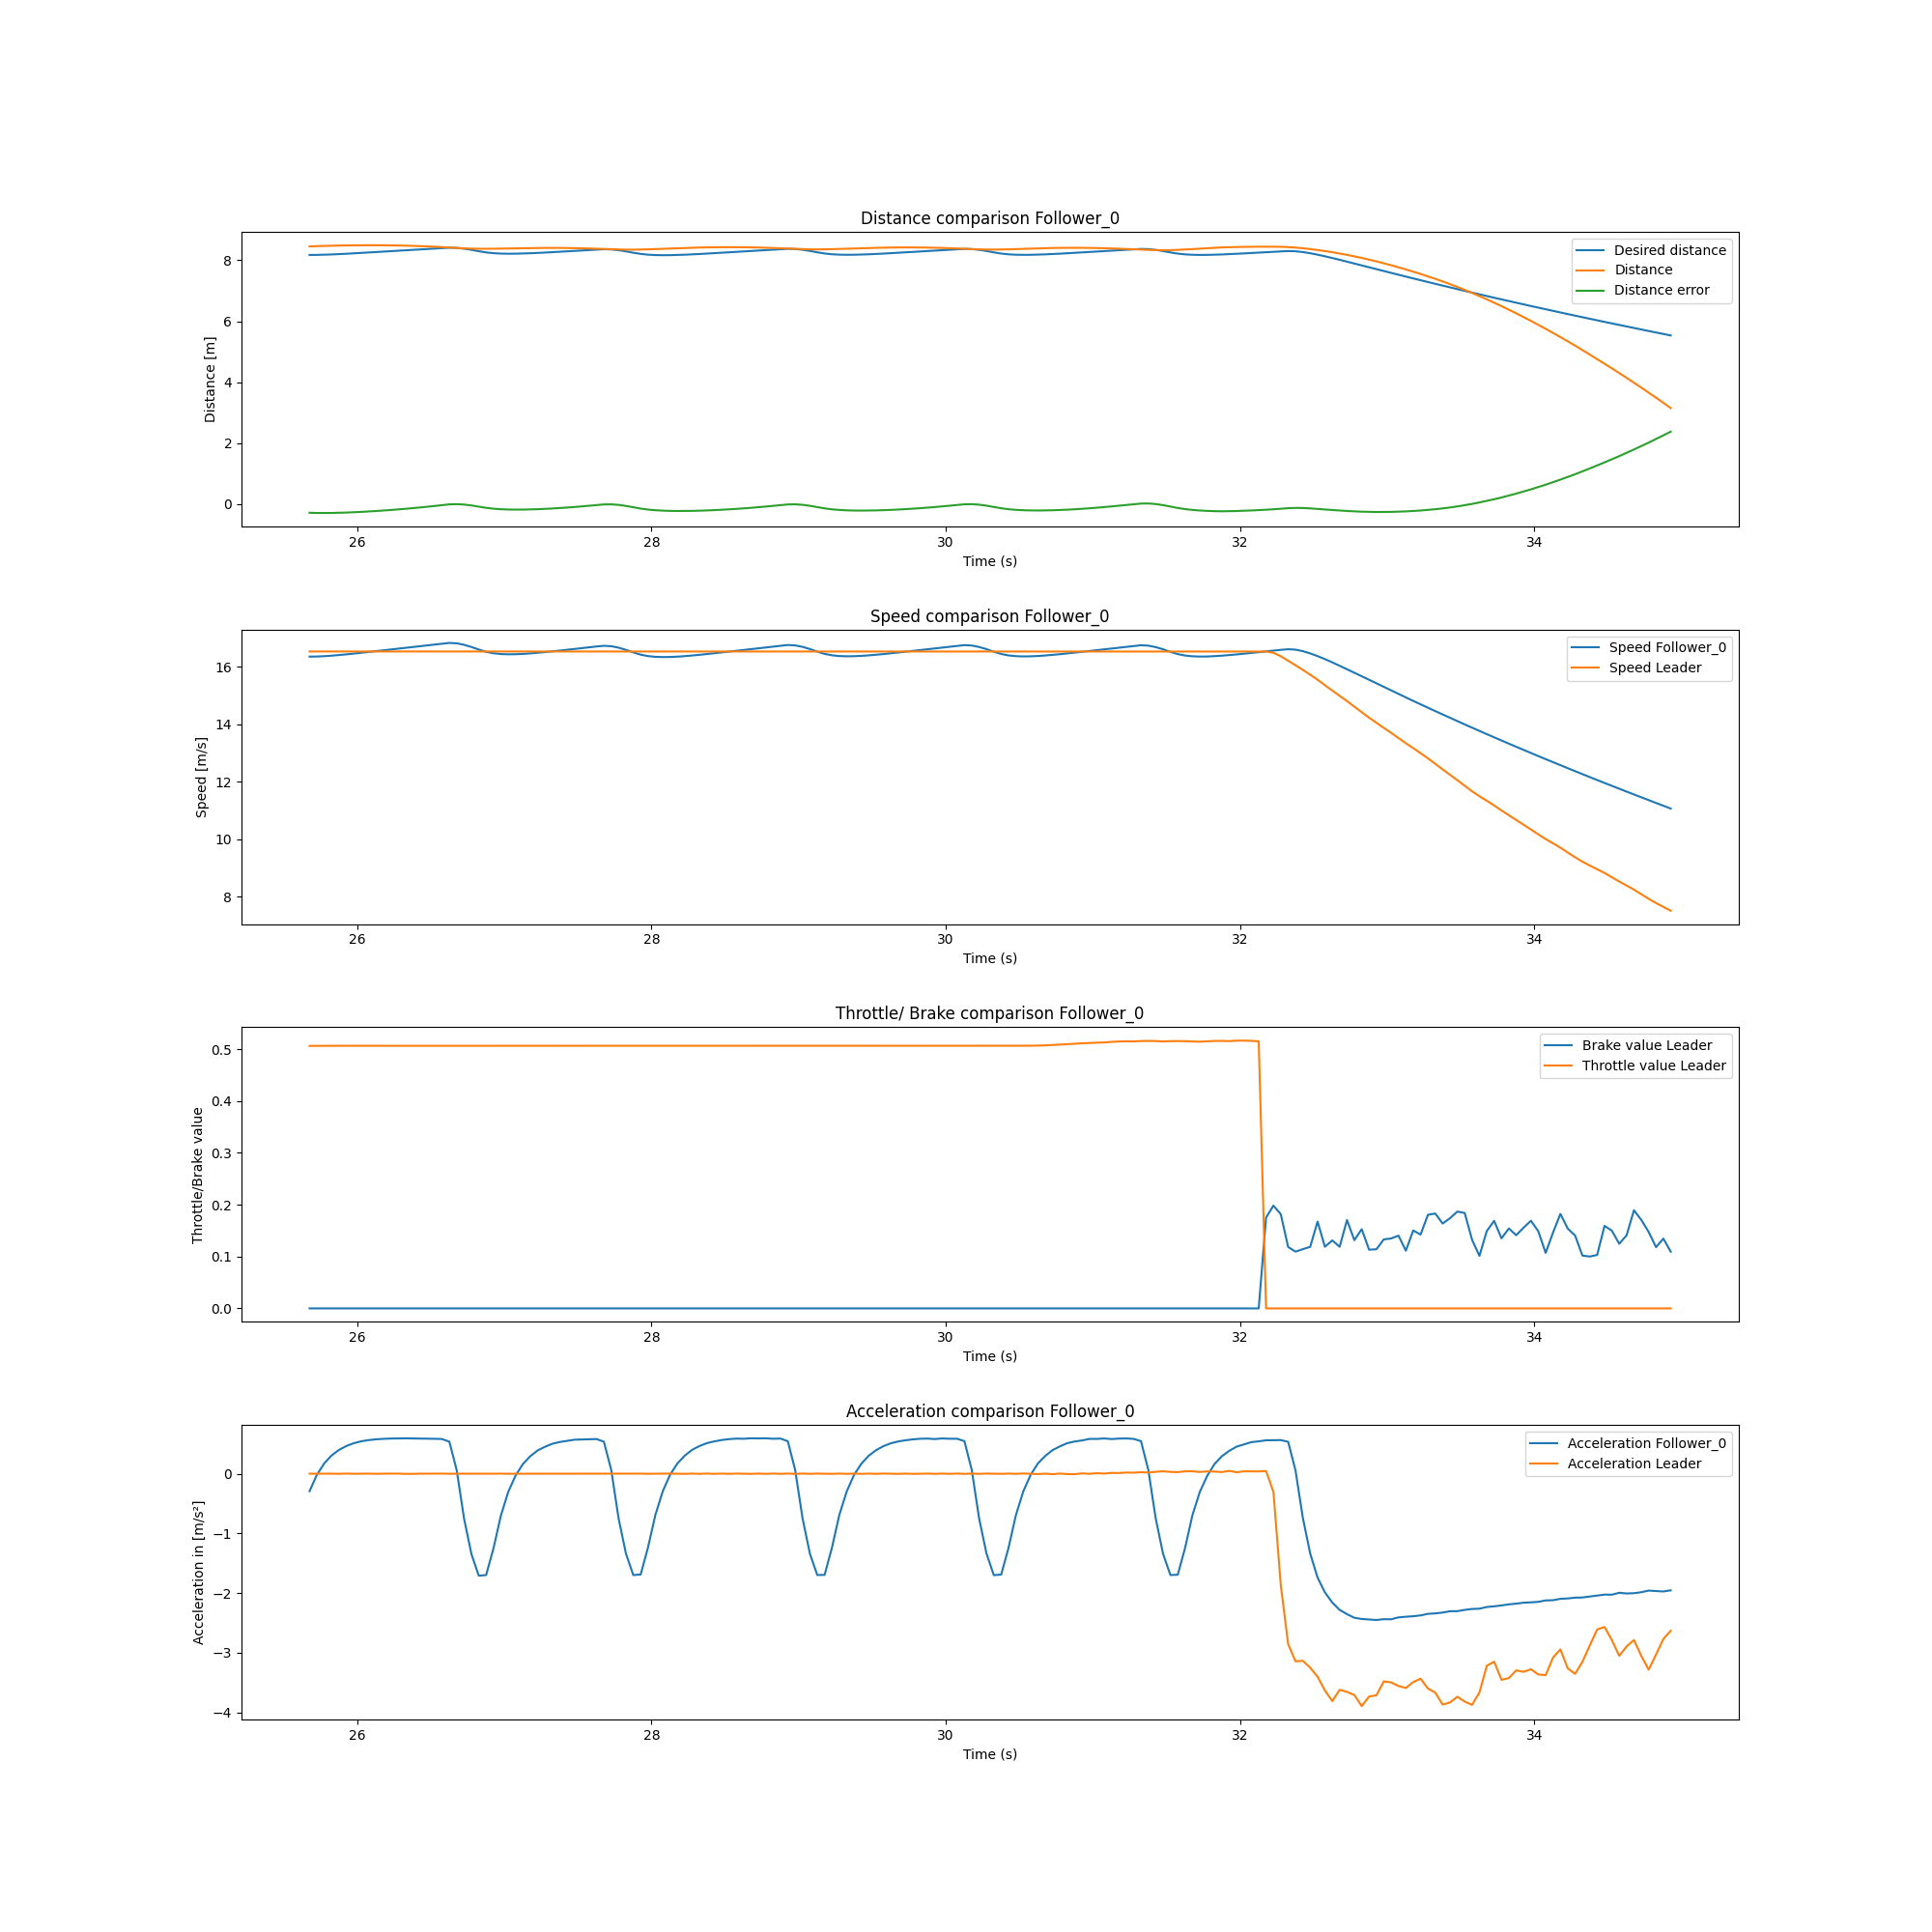 Distance comparison Follower_0
Distance [m]
8
6
4
2
0
Desired distance
Distance
Distance error
26 28 30 32 34
Time (s)
Speed comparison Follower_0
Speed [m/s]
16
14
12
10
8
Speed Follower_0
Speed Leader
26 28 30 32 34
Time (s)
Throttle/ Brake comparison Follower_0
Throttle/Brake value
0.5
0.4
0.3
0.2
0.1
0.0
Brake value Leader
Throttle value Leader
26 28 30 32 34
Time (s)
Acceleration comparison Follower_0
Acceleration in [m/s²]
0
−1
−2
−3
−4
Acceleration Follower_0
Acceleration Leader
26 28 30 32 34
Time (s)